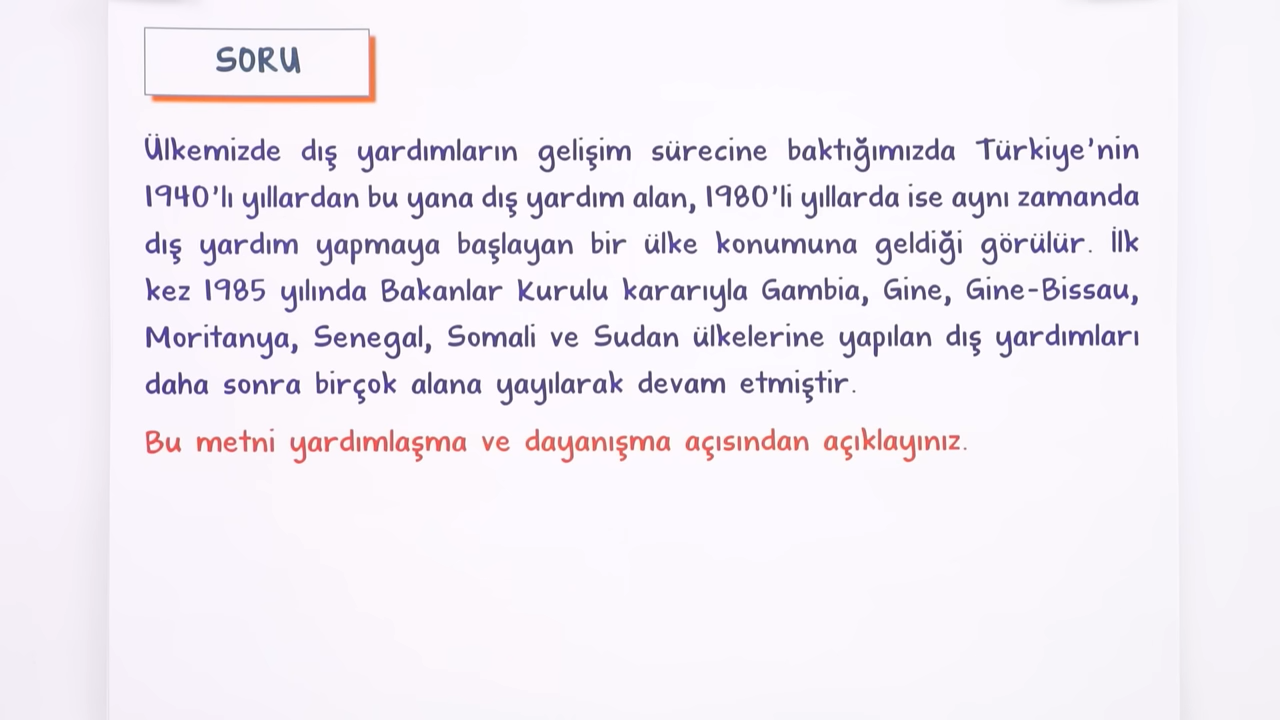 SORU
Ülkemizde dış yardımların gelişim sürecine baktığımızda Türkiye'nin
1940'lı yıllardan bu yana dış yardım alan, 1980'li yıllarda ise aynı zamanda
dış yardım yapmaya başlayan bir ülke konumuna geldiği görülür. İlk
kez 1985 yılında Bakanlar Kurulu kararıyla Gambia, Gine, Gine-Bissau,
Moritanya, Senegal, Somali ve Sudan ülkelerine yapılan dış yardımları
daha sonra birçok alana yayılarak devam etmiştir.
Bu metni yardımlaşma ve dayanışma açısından açıklayınız.